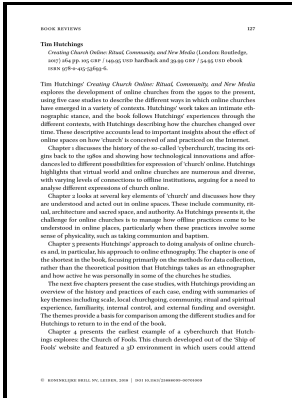 BOOK REVIEWS 127
Tim Hutchings
Creating Church Online: Ritual, Community, and New Media (London: Routledge,
2017) 264 pp. 105 GBP / 149.95 USD hardback and 39.99 GBP / 54.95 USD ebook
ISBN 978-0-415-53693-6.
Tim Hutchings' Creating Church Online: Ritual, Community, and New Media
explores the development of online churches from the 1990s to the present,
using five case studies to describe the different ways in which online churches
have emerged in a variety of contexts. Hutchings' work takes an intimate eth-
nographic stance, and the book follows Hutchings' experiences through the
different contexts, with Hutchings describing how the churches changed over
time. These descriptive accounts lead to important insights about the effect of
online spaces on how 'church' is conceived of and practiced on the Internet.
Chapter 1 discusses the history of the so-called 'cyberchurch', tracing its ori-
gins back to the 1980s and showing how technological innovations and affor-
dances led to different possibilities for expression of 'church' online. Hutchings
highlights that virtual world and online churches are numerous and diverse,
with varying levels of connections to offline institutions, arguing for a need to
analyse different expressions of church online.
Chapter 2 looks at several key elements of 'church' and discusses how they
are understood and acted out in online spaces. These include community, rit-
ual, architecture and sacred space, and authority. As Hutchings presents it, the
challenge for online churches is to manage how offline practices come to be
understood in online places, particularly when these practices involve some
sense of physicality, such as taking communion and baptism.
Chapter 3 presents Hutchings' approach to doing analysis of online church-
es and, in particular, his approach to online ethnography. The chapter is one of
the shortest in the book, focusing primarily on the methods for data collection,
rather than the theoretical position that Hutchings takes as an ethnographer
and how active he was personally in some of the churches he studies.
The next five chapters present the case studies, with Hutchings providing an
overview of the history and practices of each case, ending with summaries of
key themes including scale, local churchgoing, community, ritual and spiritual
experience, familiarity, internal control, and external funding and oversight.
The themes provide a basis for comparison among the different studies and for
Hutchings to return to in the end of the book.
Chapter 4 presents the earliest example of a cyberchurch that Hutch-
ings explores: the Church of Fools. This church developed out of the 'Ship of
Fools' website and featured a 3D environment in which users could attend
© KONINKLIJKE BRILL NV, LEIDEN, 2018 | DOI 10.1163/25888099-00701009